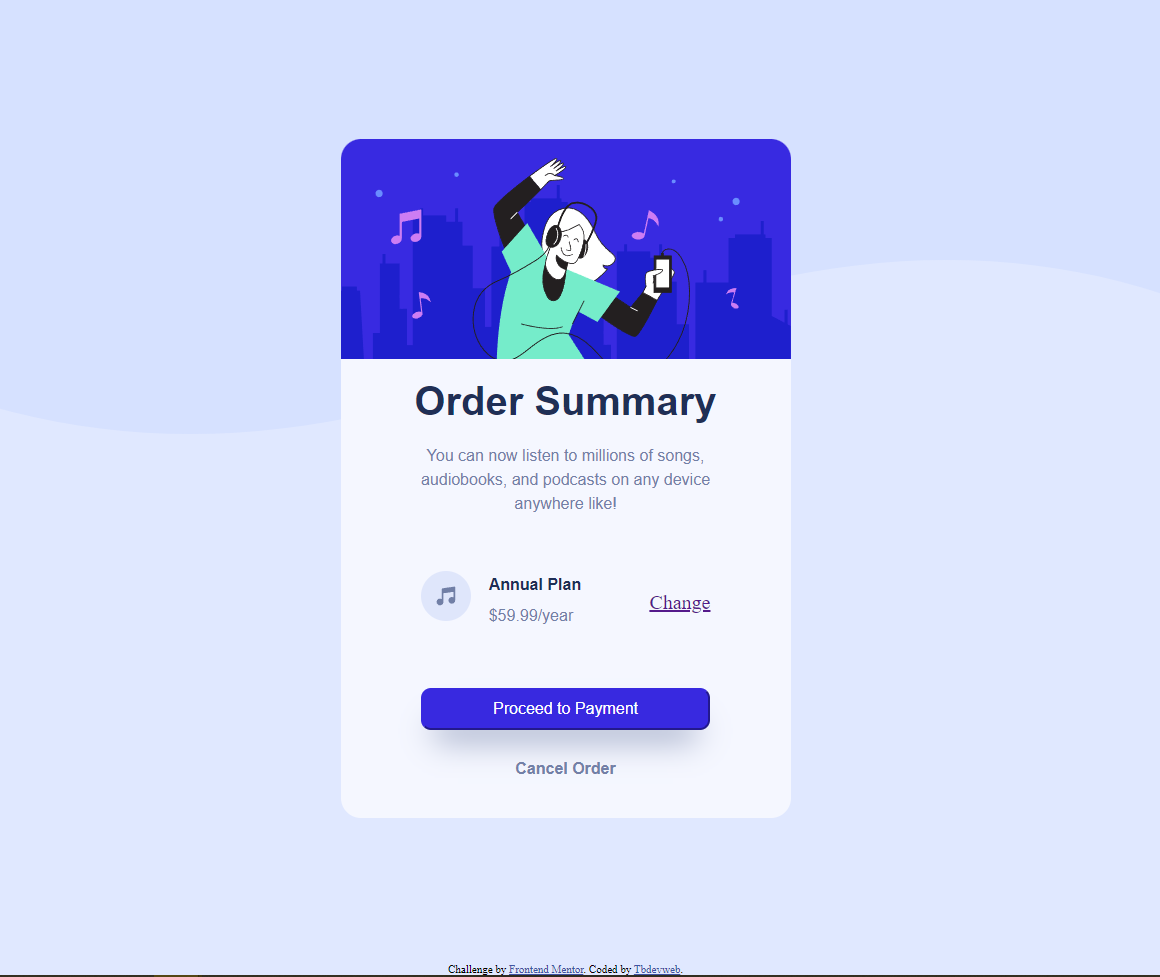 Order Summary
You can now listen to millions of songs,
audiobooks, and podcasts on any device
anywhere like!
Annual Plan
$59.99/year
Change
Proceed to Payment
Cancel Order
Challenge by Frontend Mentor. Coded by Tbdevweb.